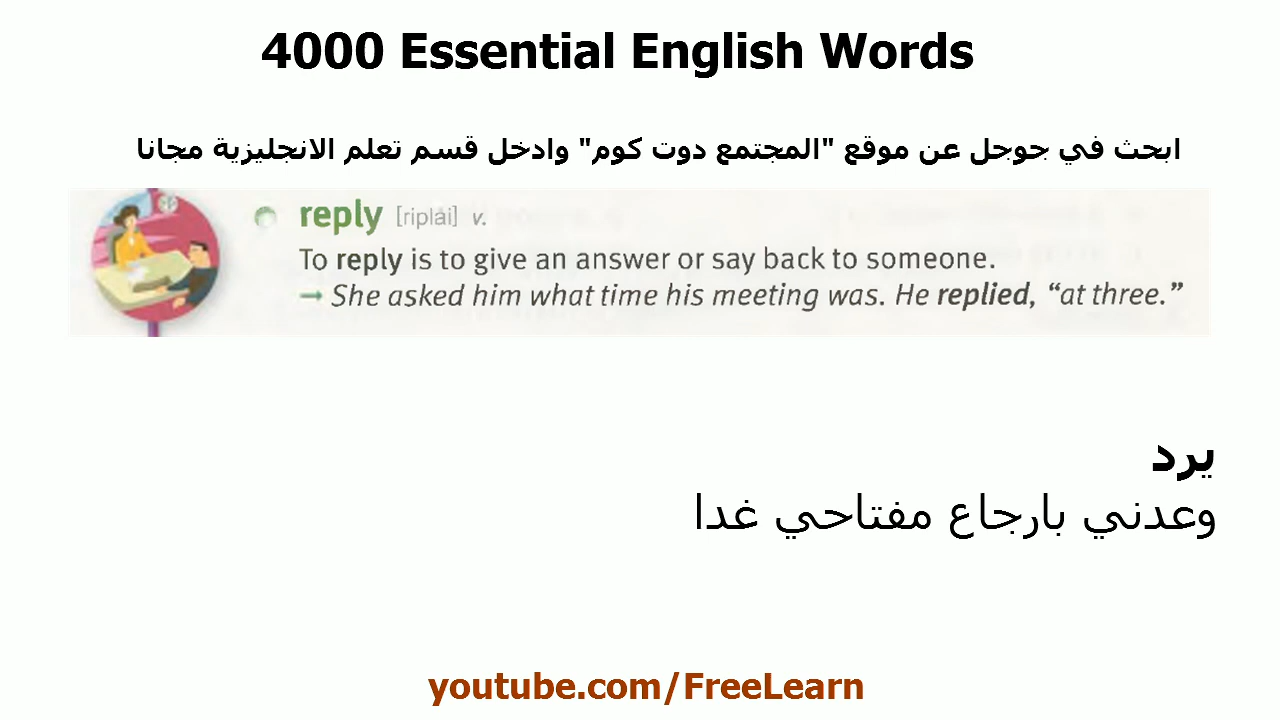 4000 Essential English Words
ابحث في جوجل عن موقع "المجتمع دوت كوم" وادخل قسم تعلم الانجليزية مجانا
reply [riplái] v.
To reply is to give an answer or say back to someone.
→ She asked him what time his meeting was. He replied, “at three.”
يرد
وعدني بارجاع مفتاحي غدا
youtube.com/FreeLearn